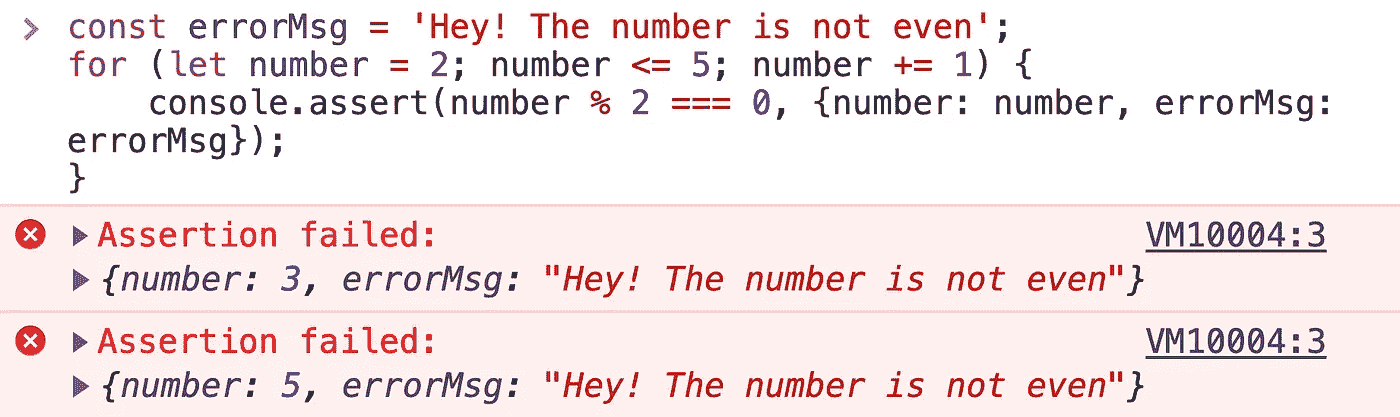 const errorMsg = 'Hey! The number is not even';
for (let number = 2; number <= 5; number += 1) {
    console.assert(number % 2 === 0, {number: number, errorMsg:
errorMsg});
}
Assertion failed: VM10004:3
{number: 3, errorMsg: "Hey! The number is not even"}
Assertion failed: VM10004:3
{number: 5, errorMsg: "Hey! The number is not even"}